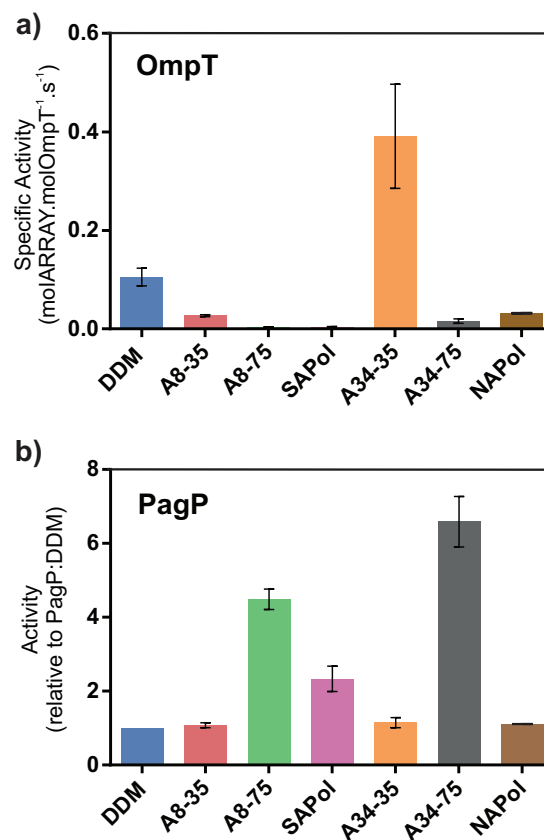 a)
OmpT
Specific Activity
(molARRAY.molOmpT⁻¹.s⁻¹)
0.6
0.4
0.2
0.0
DDM
A8-35
A8-75
SAPol
A34-35
A34-75
NAPol
b)
PagP
Activity
(relative to PagP:DDM)
8
6
4
2
0
DDM
A8-35
A8-75
SAPol
A34-35
A34-75
NAPol